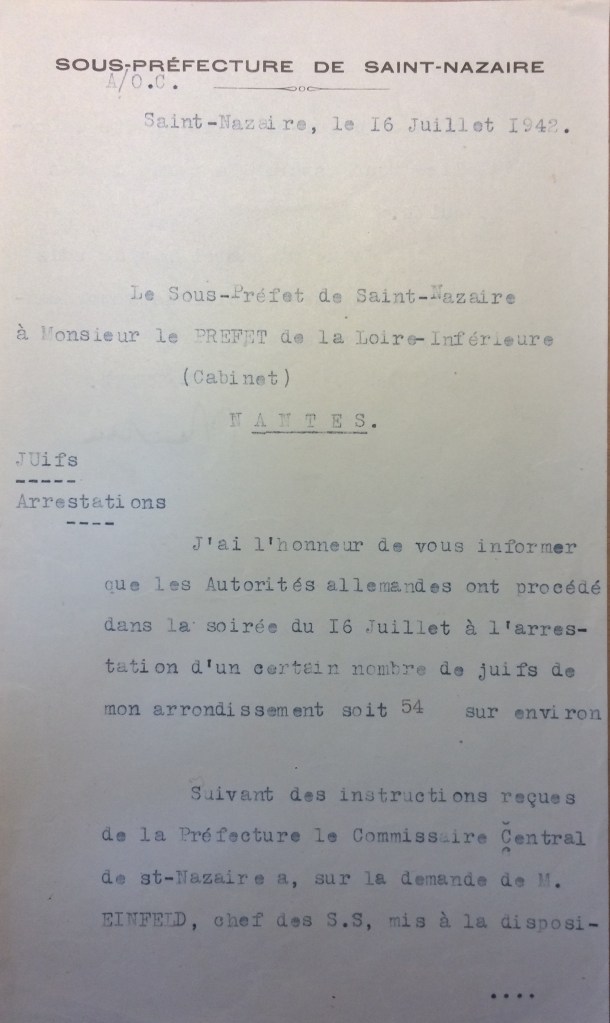 SOUS-PRÉFECTURE DE SAINT-NAZAIRE
A/O.C.
Saint-Nazaire, le I6 Juillet I942.
Le Sous-Préfet de Saint-Nazaire
à Monsieur le PREFET de la Loire-Inférieure
(Cabinet)
N A N T E S.
JUifs
-----
Arrestations
----
J'ai l'honneur de vous informer
que les Autorités allemandes ont procédé
dans la soirée du I6 Juillet à l'arres-
tation d'un certain nombre de juifs de
mon arrondissement soit 54 sur environ
Suivant des instructions reçues
de la Préfecture le Commissaire Central
de st-Nazaire a, sur la demande de M.
EINFELD, chef des S.S, mis à la disposi-
....